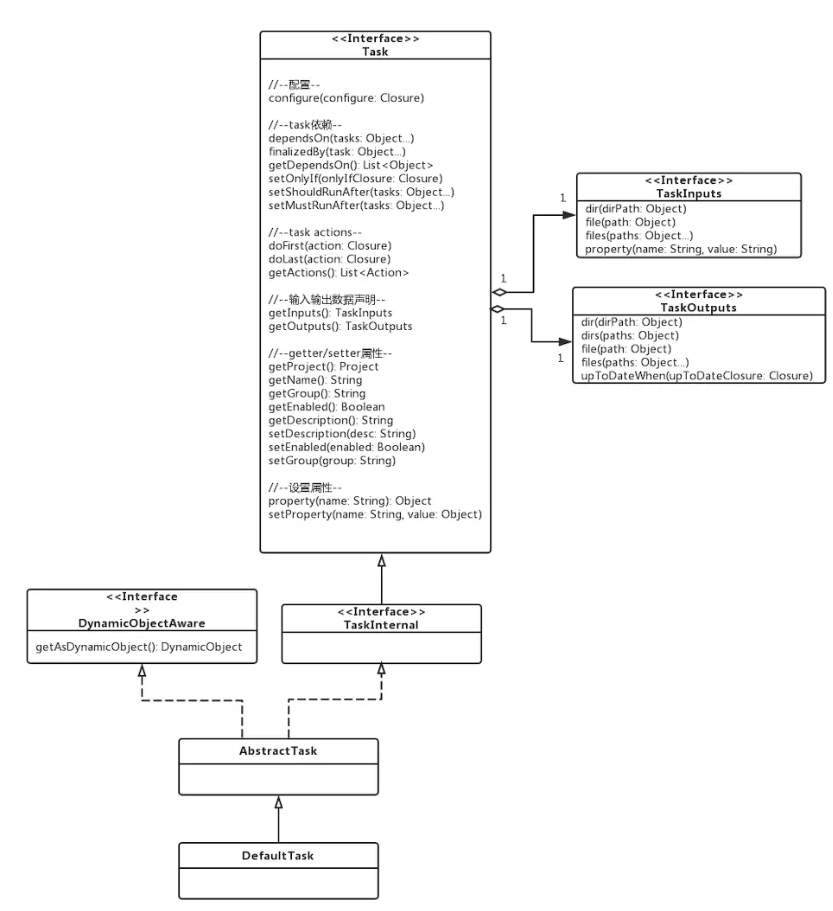 <<Interface>>
Task
//--配置--
configure(configure: Closure)
//--task依赖--
dependsOn(tasks: Object...)
finalizedBy(task: Object...)
getDependsOn(): List<Object>
setOnlyIf(onlyIfClosure: Closure)
setShouldRunAfter(tasks: Object...)
setMustRunAfter(tasks: Object...)
//--task actions--
doFirst(action: Closure)
doLast(action: Closure)
getActions(): List<Action>
//--输入输出数据声明--
getInputs(): TaskInputs
getOutputs(): TaskOutputs
//--getter/setter属性--
getProject(): Project
getName(): String
getGroup(): String
getEnabled(): Boolean
getDescription(): String
setDescription(desc: String)
setEnabled(enabled: Boolean)
setGroup(group: String)
//--设置属性--
property(name: String): Object
setProperty(name: String, value: Object)
1
1
<<Interface>>
TaskInputs
dir(dirPath: Object)
file(path: Object)
files(paths: Object...)
property(name: String, value: String)
1
1
<<Interface>>
TaskOutputs
dir(dirPath: Object)
dirs(paths: Object)
file(path: Object)
files(paths: Object...)
upToDateWhen(upToDateClosure: Closure)
<<Interface
>>
DynamicObjectAware
getAsDynamicObject(): DynamicObject
<<Interface>>
TaskInternal
AbstractTask
DefaultTask